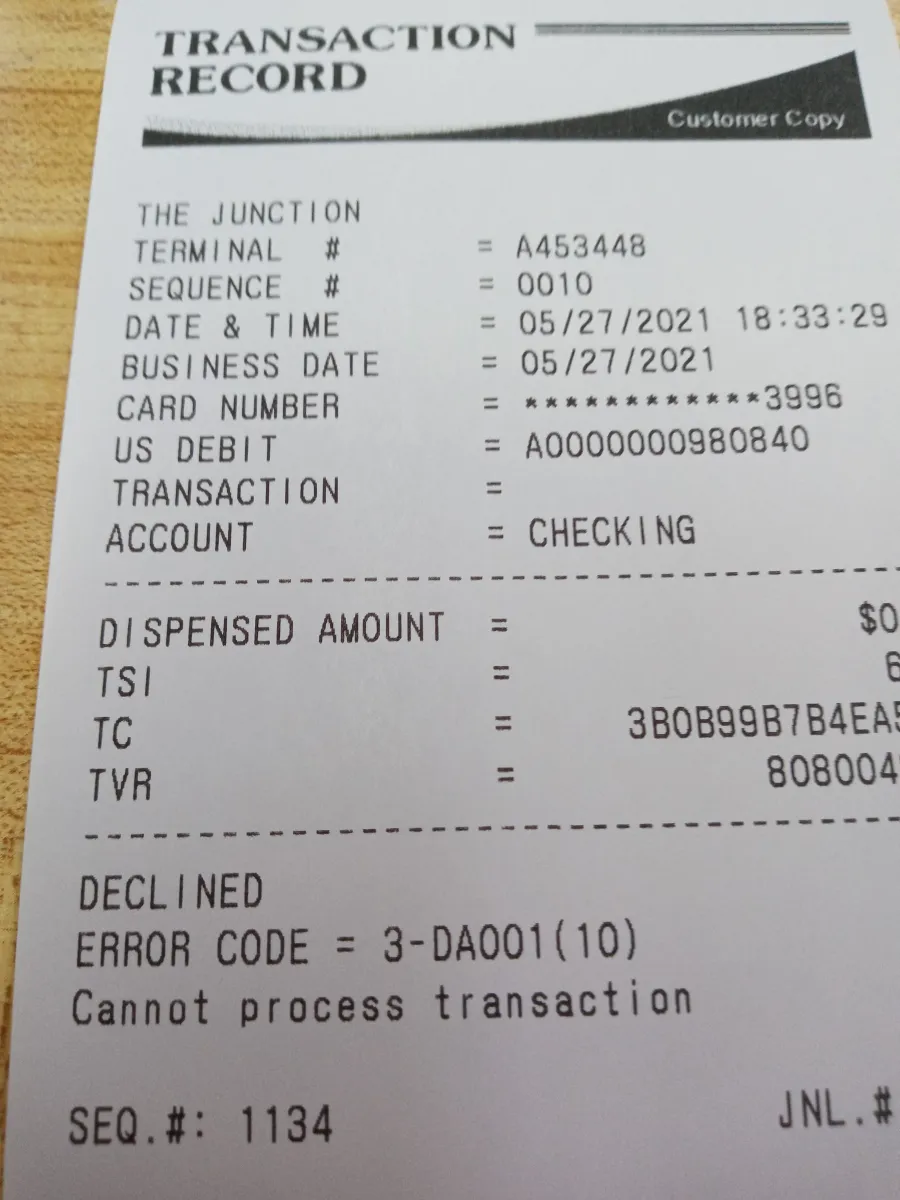 TRANSACTION
RECORD
Customer Copy
THE JUNCTION
TERMINAL # = A453448
SEQUENCE # = 0010
DATE & TIME = 05/27/2021 18:33:29
BUSINESS DATE = 05/27/2021
CARD NUMBER = ************3996
US DEBIT = A0000000980840
TRANSACTION =
ACCOUNT = CHECKING
DISPENSED AMOUNT = $0
TSI = 6
TC = 3B0B99B7B4EA5
TVR = 808004
DECLINED
ERROR CODE = 3-DA001(10)
Cannot process transaction
SEQ.#: 1134 JNL.#